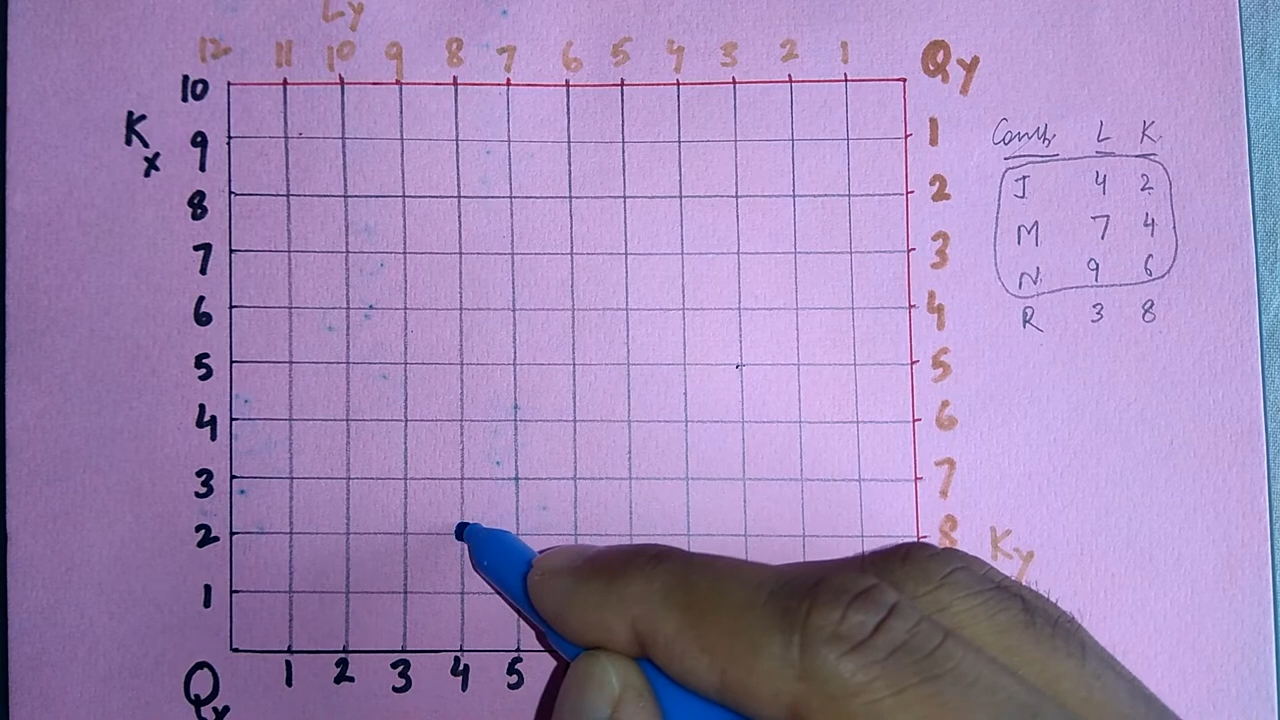 Ly
12 11 10 9 8 7 6 5 4 3 2 1 Qy
10
Kx 9 1 Comb L K
8 2 J 4 2
7 3 M 7 4
6 4 N 9 6
5 5 R 3 8
4 6
3 7
2 8 Ky
1
Qx 1 2 3 4 5